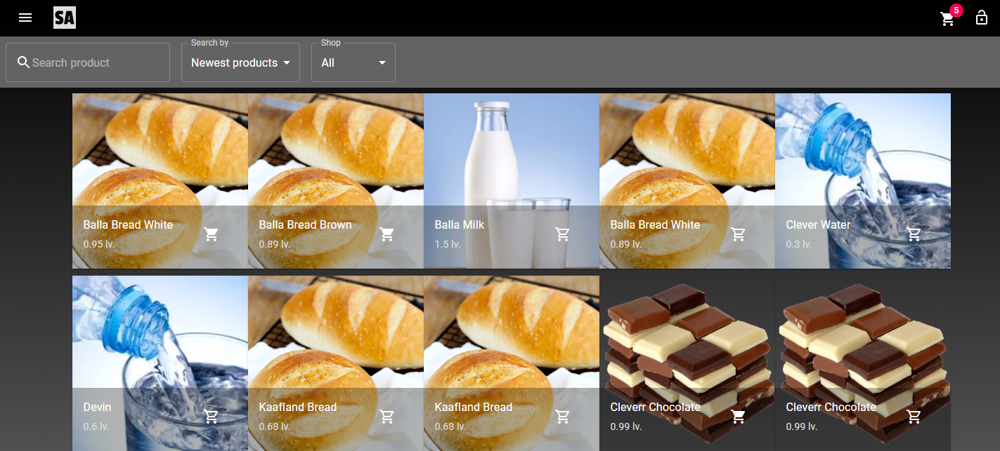 SA
5
Search by
Shop
Search product
Newest products
All
Balla Bread White
0.95 lv.
Balla Bread Brown
0.89 lv.
Balla Milk
1.5 lv.
Balla Bread White
0.89 lv.
Clever Water
0.3 lv.
Devin
0.6 lv.
Kaafland Bread
0.68 lv.
Kaafland Bread
0.68 lv.
Cleverr Chocolate
0.99 lv.
Cleverr Chocolate
0.99 lv.